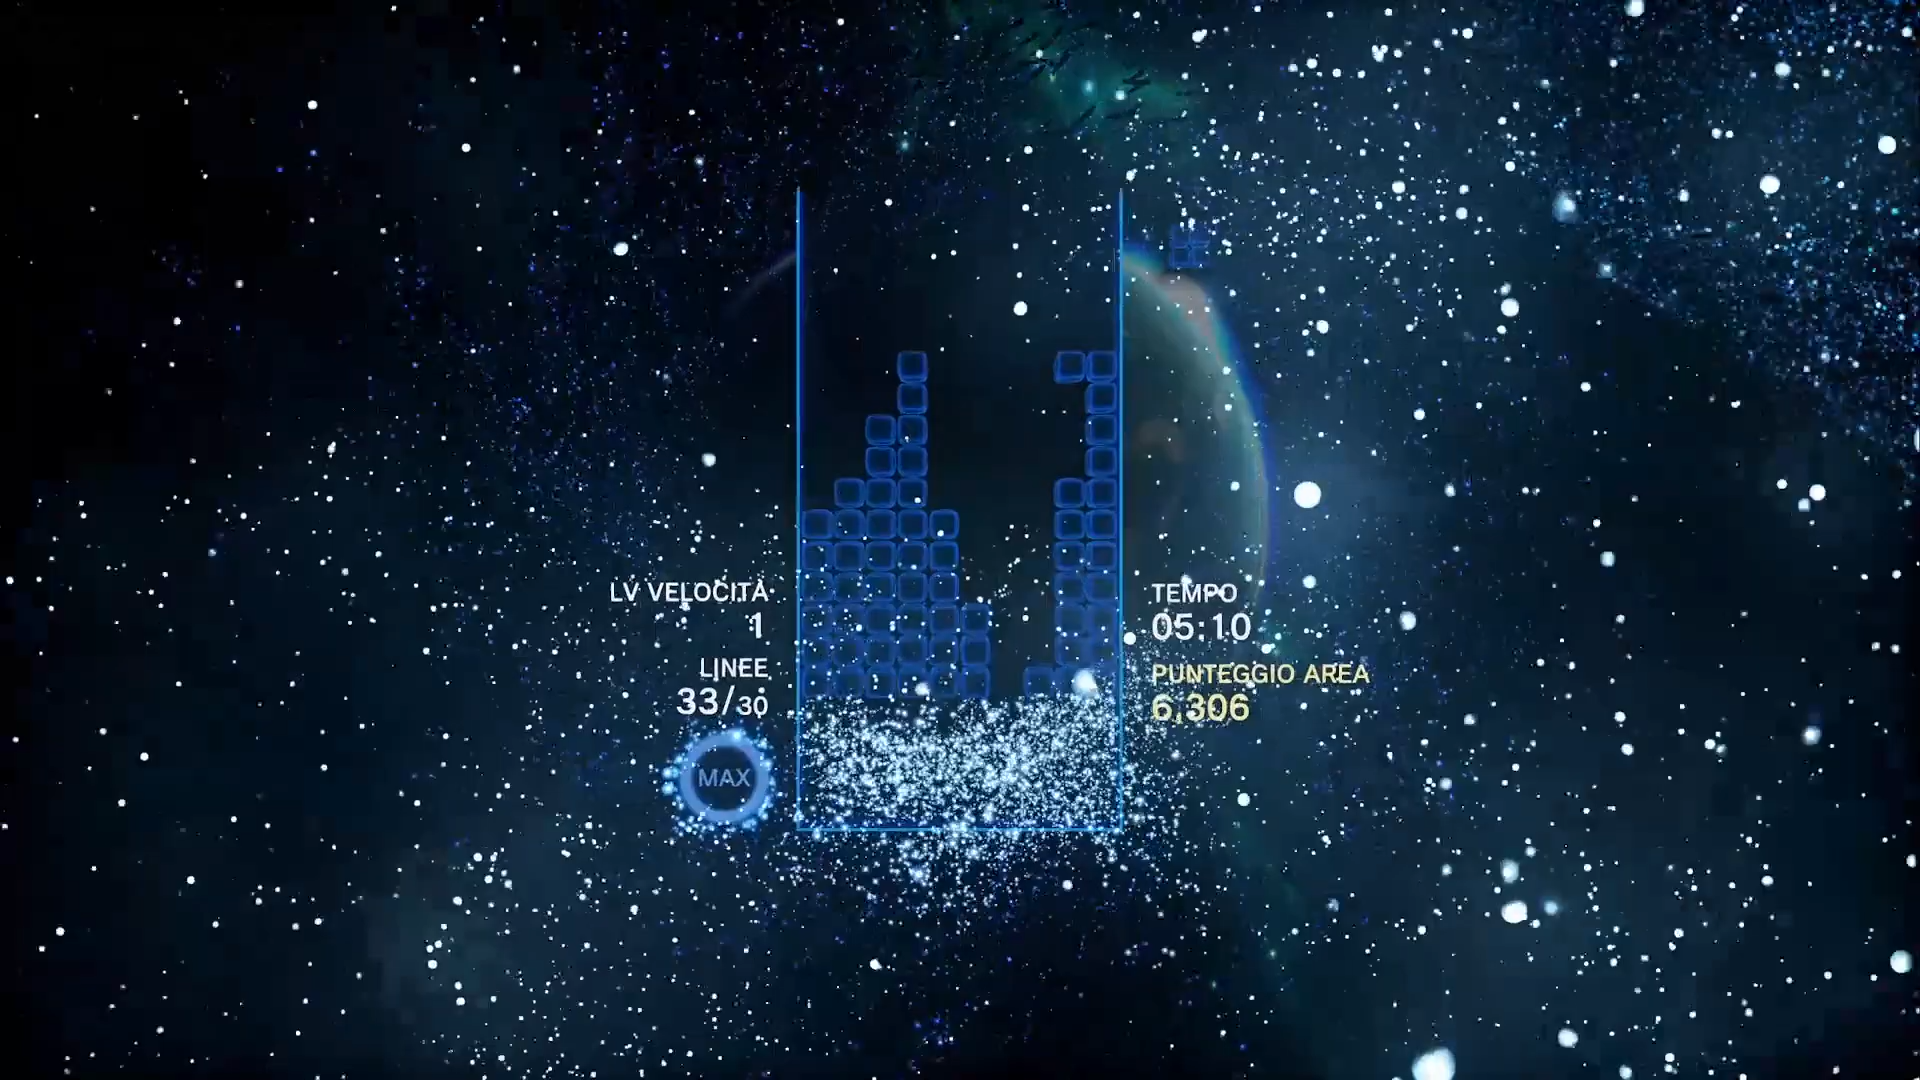 LV VELOCITÀ
1
LINEE
33/30
MAX
TEMPO
05:10
PUNTEGGIO AREA
6,306